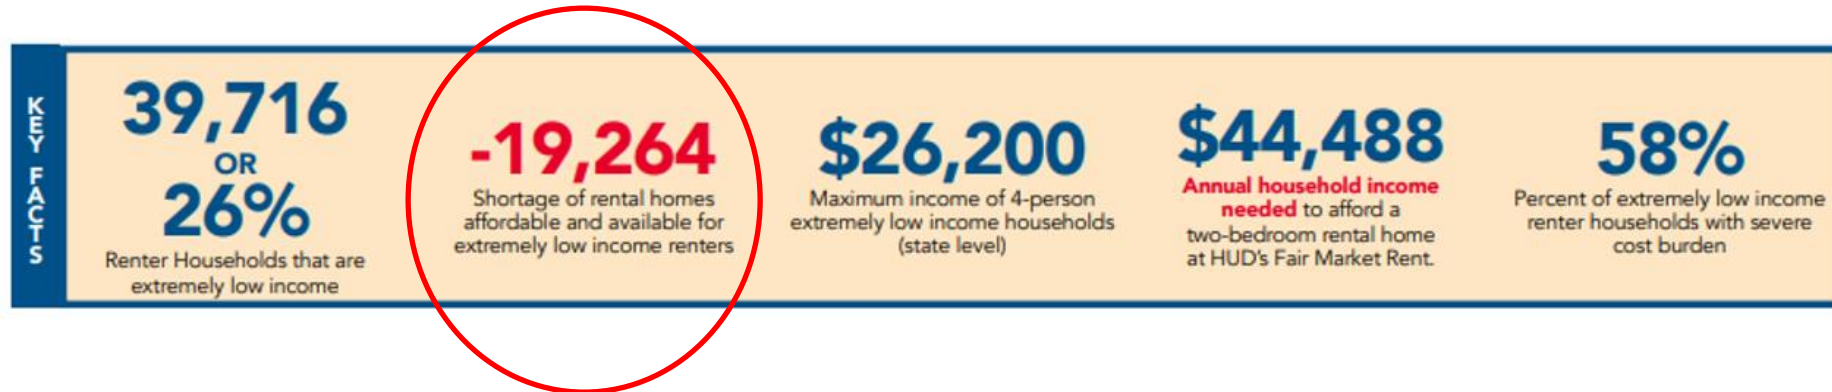 KEY FACTS
39,716
OR
26%
Renter Households that are
extremely low income
-19,264
Shortage of rental homes
affordable and available for
extremely low income renters
$26,200
Maximum income of 4-person
extremely low income households
(state level)
$44,488
Annual household income
needed to afford a
two-bedroom rental home
at HUD's Fair Market Rent.
58%
Percent of extremely low income
renter households with severe
cost burden